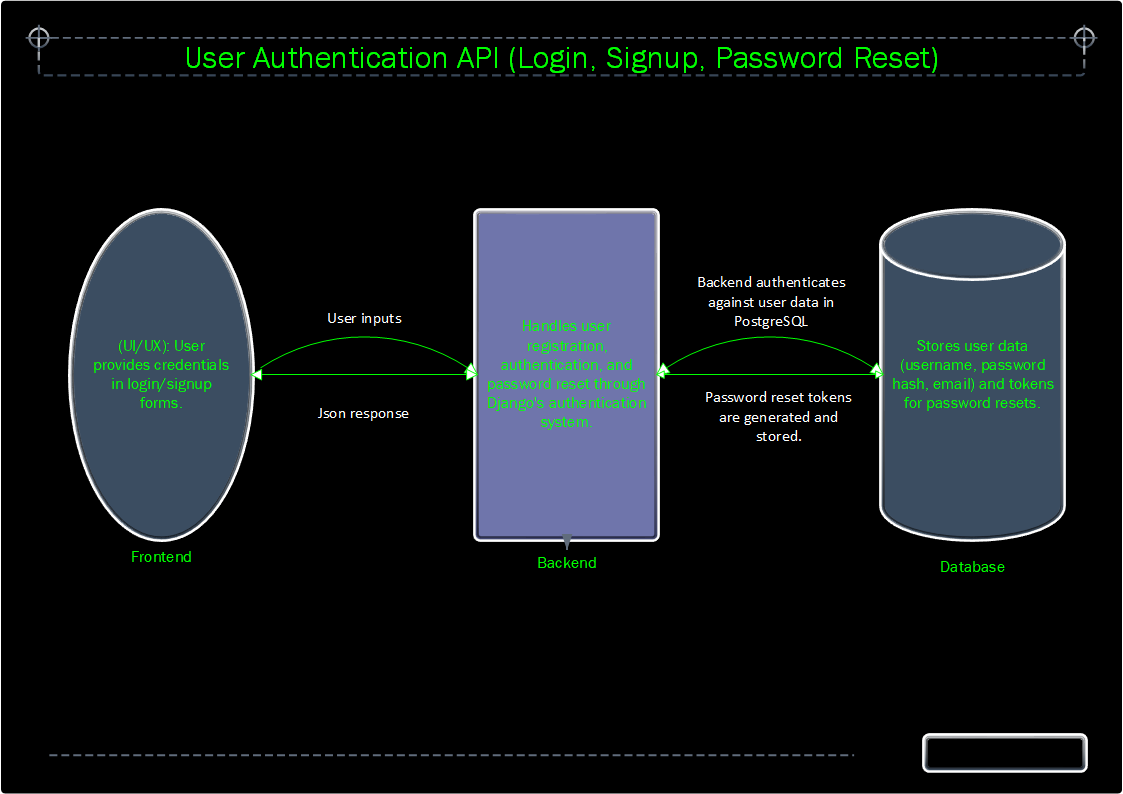 User Authentication API (Login, Signup, Password Reset)
(UI/UX): User
provides credentials
in login/signup
forms.
Frontend
User inputs
Json response
Handles user
registration,
authentication, and
password reset through
Django's authentication
system.
Backend
Backend authenticates
against user data in
PostgreSQL
Password reset tokens
are generated and
stored.
Stores user data
(username, password
hash, email) and tokens
for password resets.
Database